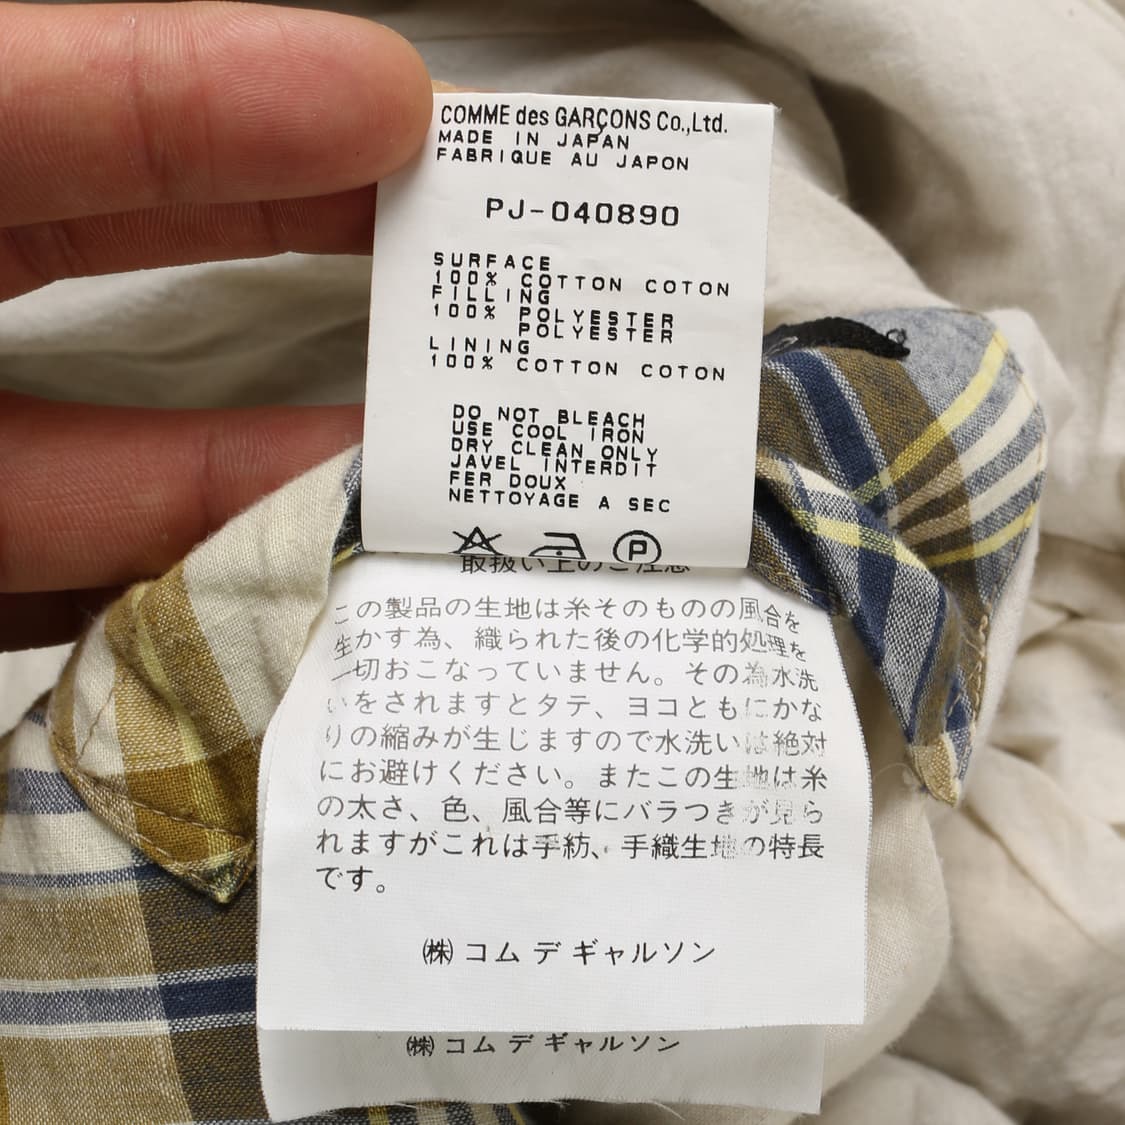 COMME des GARÇONS Co.,Ltd.
MADE IN JAPAN
FABRIQUE AU JAPON
PJ-040890
SURFACE
100% COTTON COTON
FILLING
100% POLYESTER
POLYESTER
LINING
100% COTTON COTON
DO NOT BLEACH
USE COOL IRON
DRY CLEAN ONLY
JAVEL INTERDIT
FER DOUX
NETTOYAGE A SEC
P
取扱い上のご注意
この製品の生地は糸そのものの風合を
生かす為、織られた後の化学的処理を
一切おこなっていません。その為水洗
いをされますとタテ、ヨコともにかな
りの縮みが生じますので水洗いは絶対
にお避けください。またこの生地は糸
の太さ、色、風合等にバラつきが見ら
れますがこれは手紡、手織生地の特長
です。
㈱ コム デ ギャルソン
㈱ コム デ ギャルソン